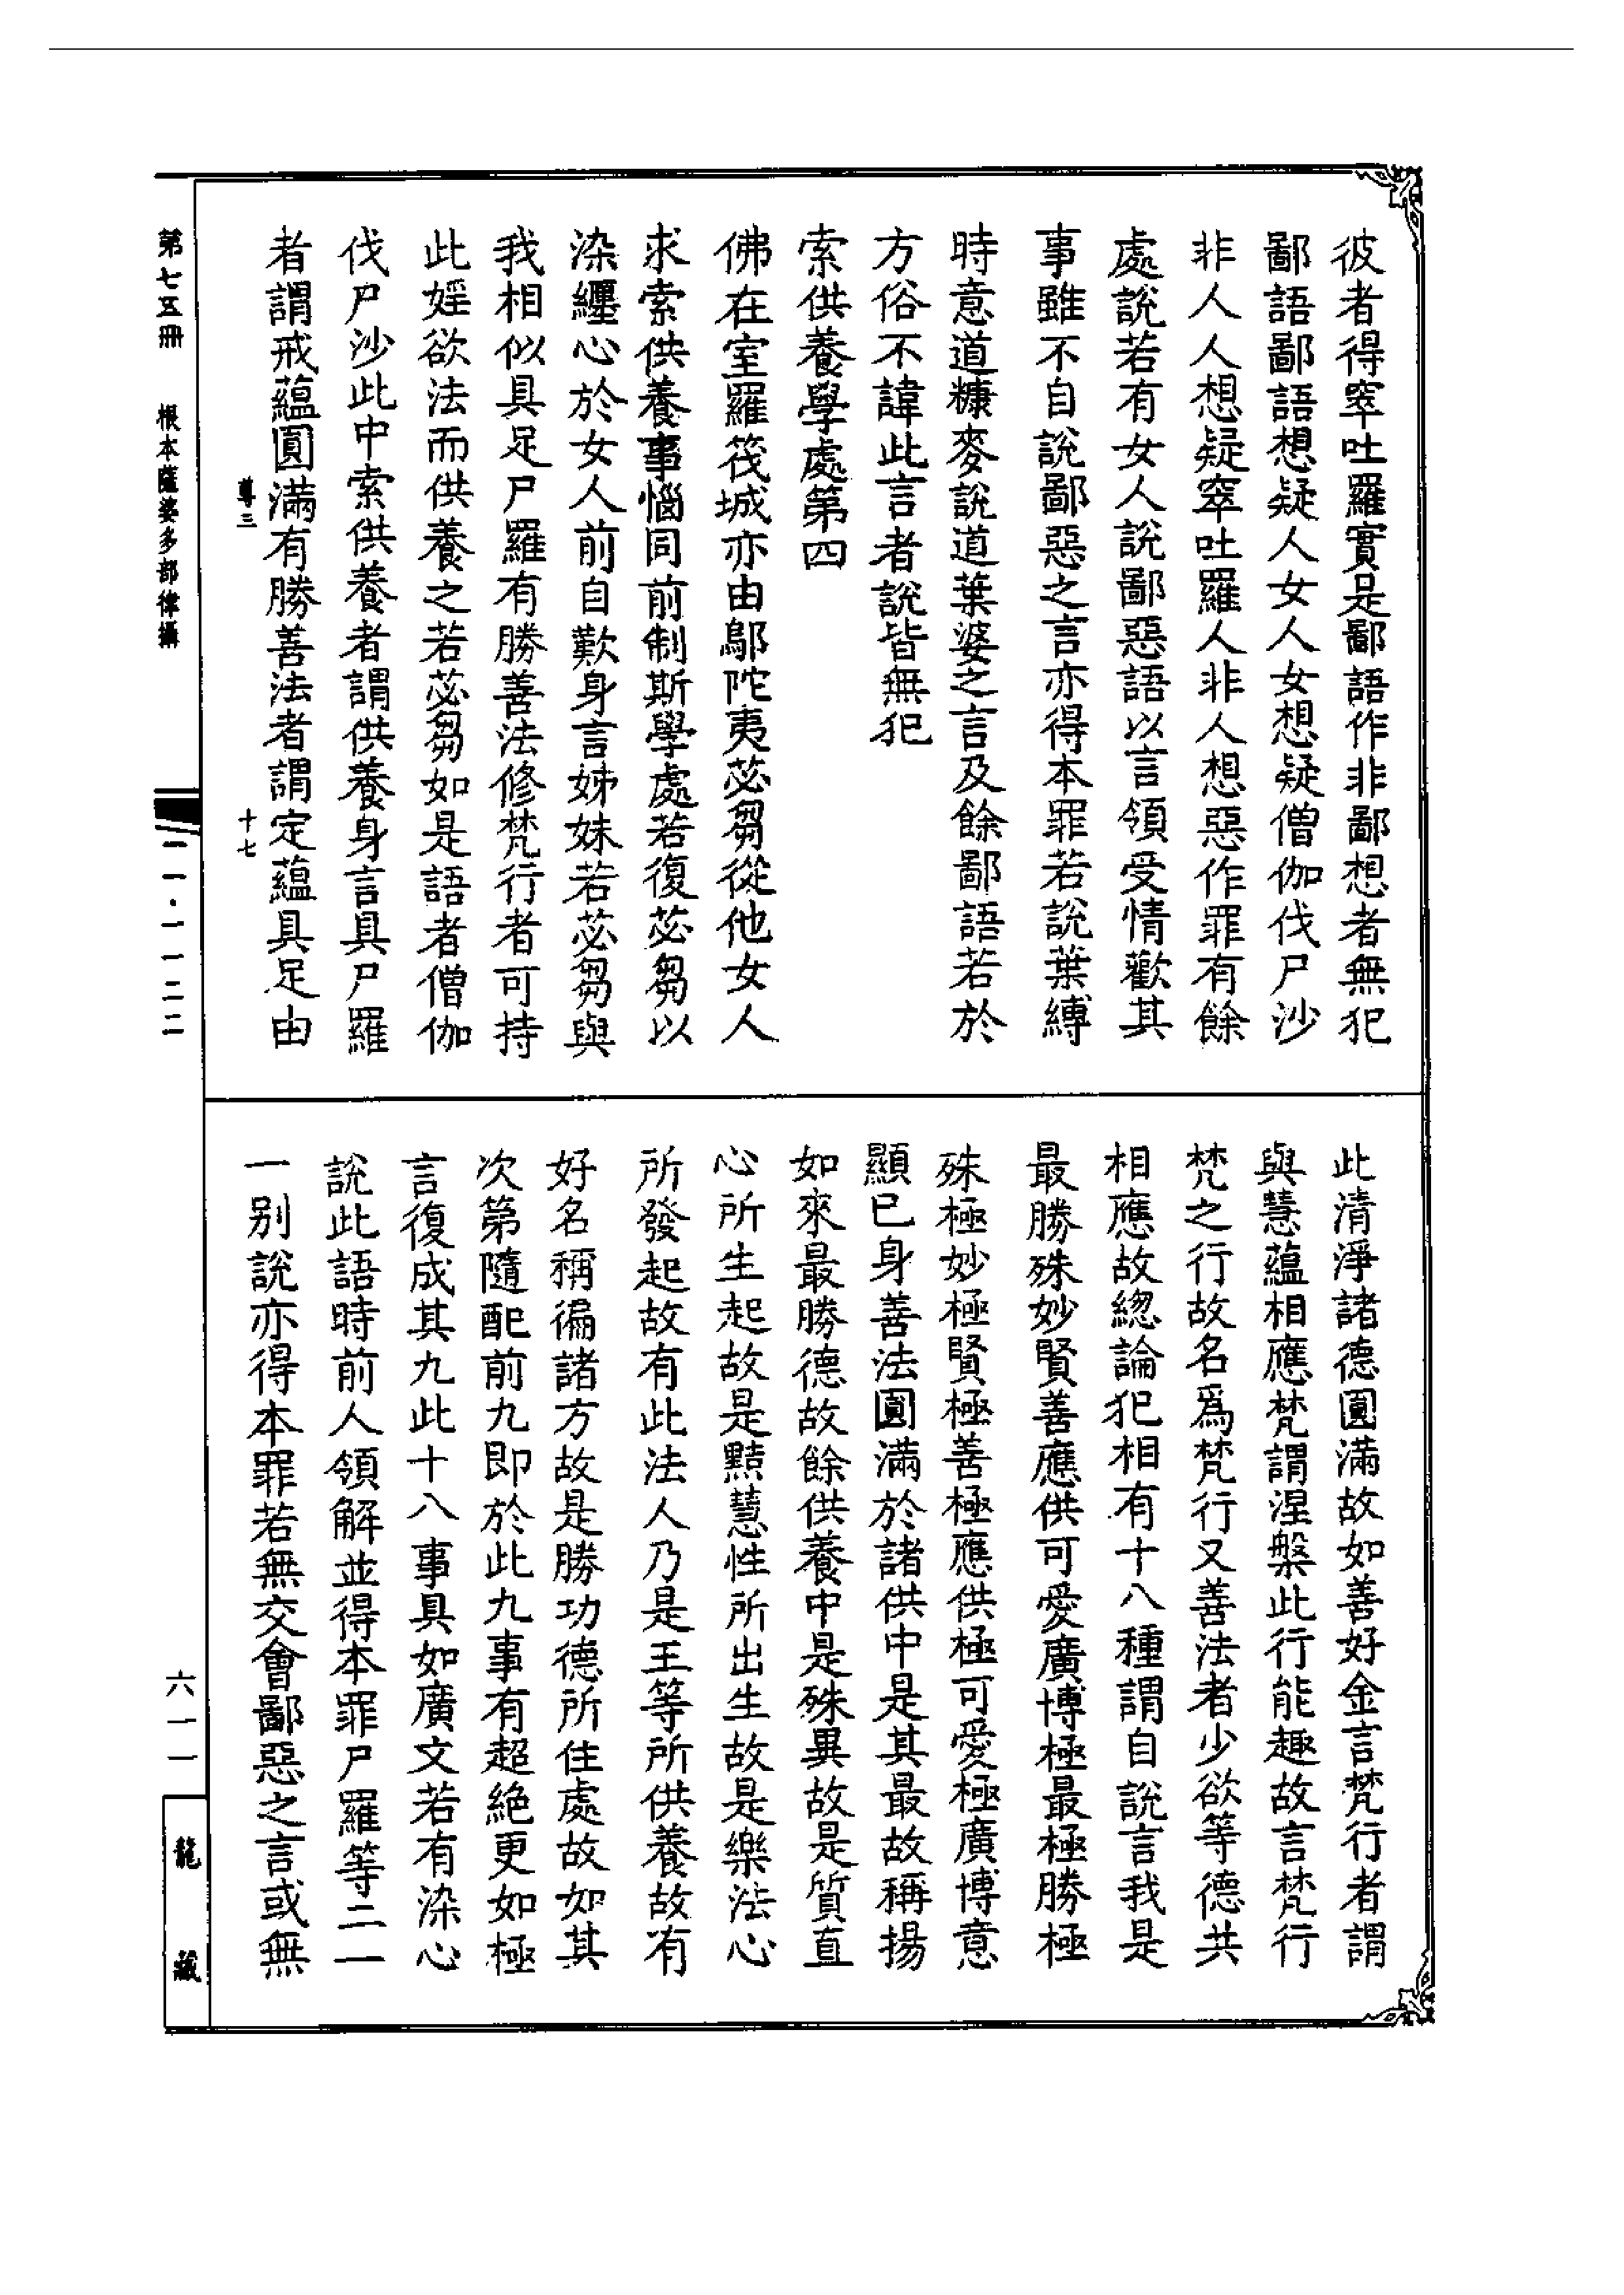 彼者得窣吐羅實是鄙語作非鄙想者無犯
鄙語鄙語想疑人女人女想疑僧伽伐尸沙
非人人想疑窣吐羅人非人想惡作罪有餘
處說若有女人說鄙惡語以言領受情歡其
事雖不自說鄙惡之言亦得本罪若說葉縛
時意道糠麥說道葉婆之言及餘鄙語若於
方俗不諱此言者說皆無犯
索供養學處第四
佛在室羅筏城亦由鄔陀夷苾芻從他女人
求索供養事惱同前制斯學處若復苾芻以
染纏心於女人前自歎身言姊妹若苾芻與
我相似具足尸羅有勝善法修梵行者可持
此婬欲法而供養之若苾芻如是語者僧伽
伐尸沙此中索供養者謂供養身言具尸羅
者謂戒蘊圓滿有勝善法者謂定蘊具足由
尊三
十七
此清淨諸德圓滿故如善好金言梵行者謂
與慧蘊相應梵謂涅槃此行能趣故言梵行
梵之行故名爲梵行又善法者少欲等德共
相應故緫論犯相有十八種謂自說言我是
最勝殊妙賢善應供可愛廣博極最極勝極
殊極妙極賢極善極應供極可愛極廣博意
顯已身善法圓滿於諸供中是其最故稱揚
如來最勝德故餘供養中是殊異故是質直
心所生起故是黠慧性所出生故是樂法心
所發起故有此法人乃是王等所供養故有
好名稱徧諸方故是勝功德所住處故如其
次第隨配前九即於此九事有超絕更如極
言復成其九此十八事具如廣文若有染心
說此語時前人領解並得本罪尸羅等二一
一別說亦得本罪若無交會鄙惡之言或無
第七五冊
根本薩婆多部律攝
二一·一一二二
六一一
龍藏